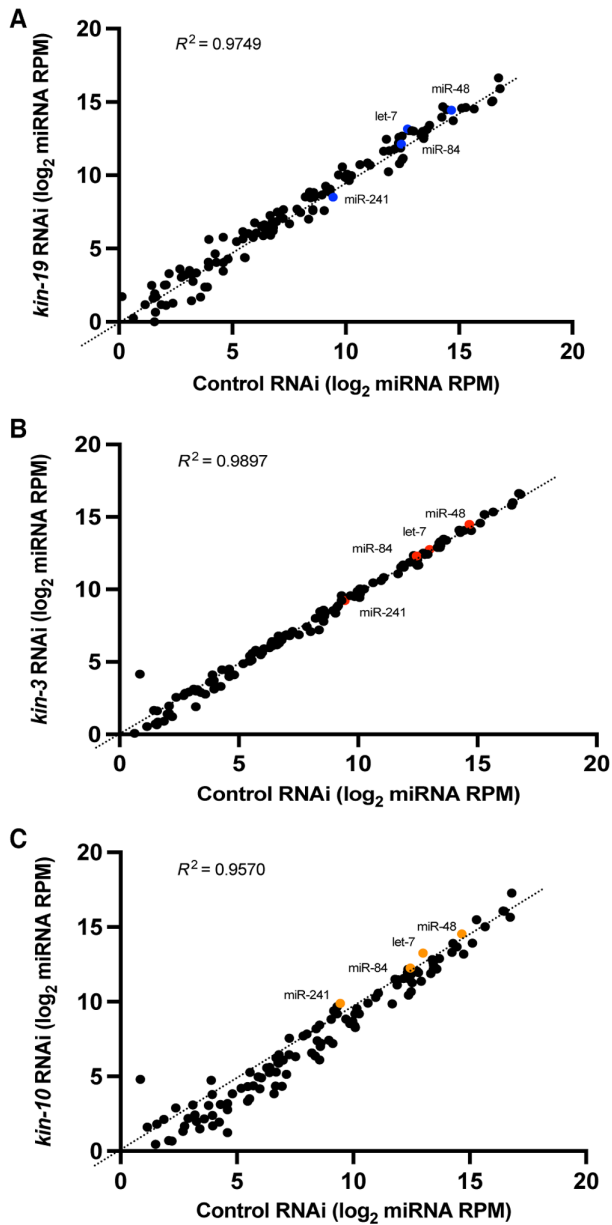 A
R² = 0.9749
miR-48
let-7
miR-84
miR-241
kin-19 RNAi (log₂ miRNA RPM)
20
15
10
5
0
0 5 10 15 20
Control RNAi (log₂ miRNA RPM)
B
R² = 0.9897
miR-48
let-7
miR-84
miR-241
kin-3 RNAi (log₂ miRNA RPM)
20
15
10
5
0
0 5 10 15 20
Control RNAi (log₂ miRNA RPM)
C
R² = 0.9570
miR-48
let-7
miR-84
miR-241
kin-10 RNAi (log₂ miRNA RPM)
20
15
10
5
0
0 5 10 15 20
Control RNAi (log₂ miRNA RPM)